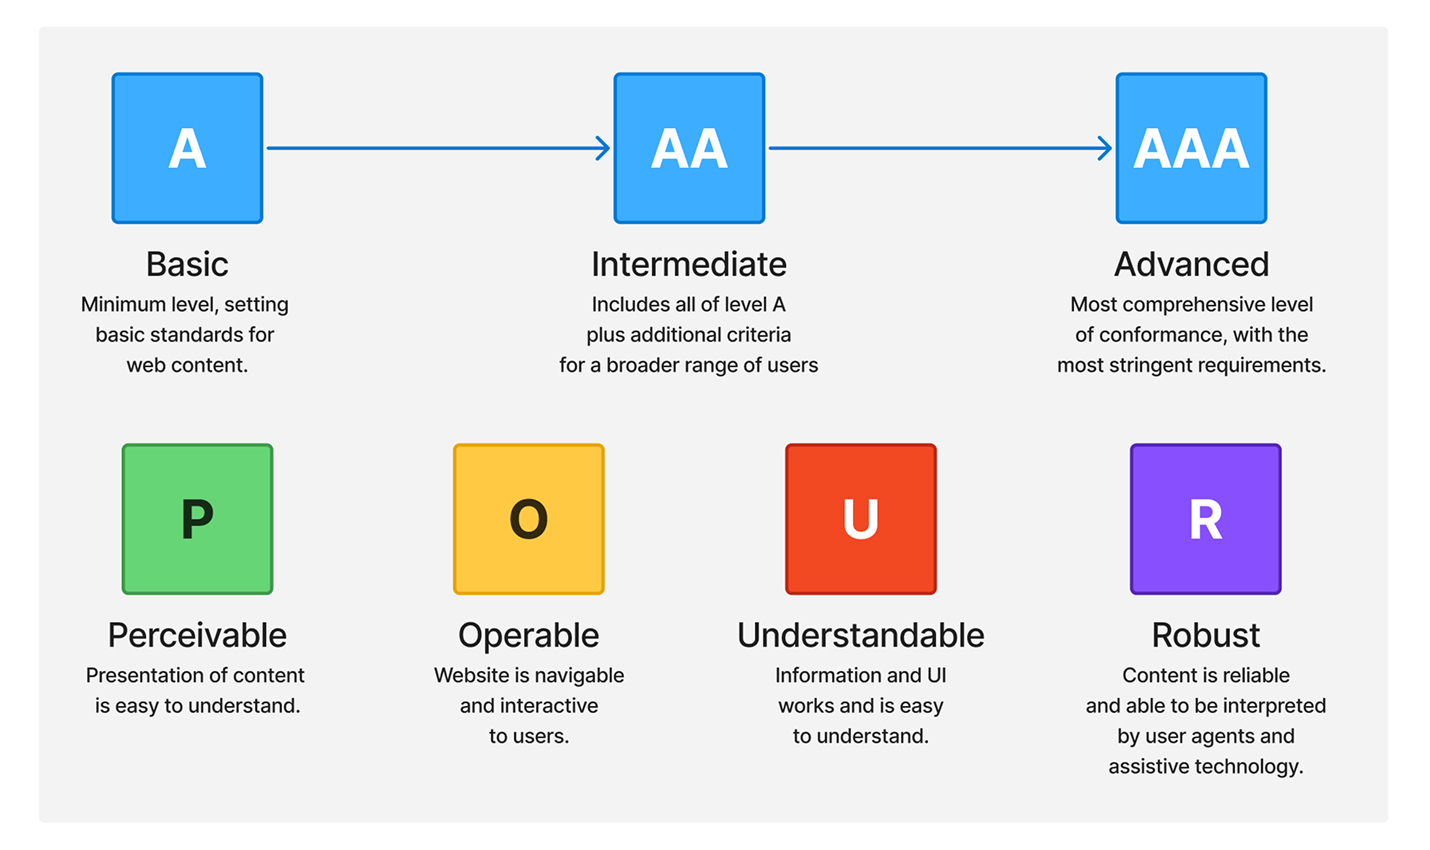 A
AA
AAA
Basic
Minimum level, setting
basic standards for
web content.
Intermediate
Includes all of level A
plus additional criteria
for a broader range of users
Advanced
Most comprehensive level
of conformance, with the
most stringent requirements.
P
O
U
R
Perceivable
Presentation of content
is easy to understand.
Operable
Website is navigable
and interactive
to users.
Understandable
Information and UI
works and is easy
to understand.
Robust
Content is reliable
and able to be interpreted
by user agents and
assistive technology.